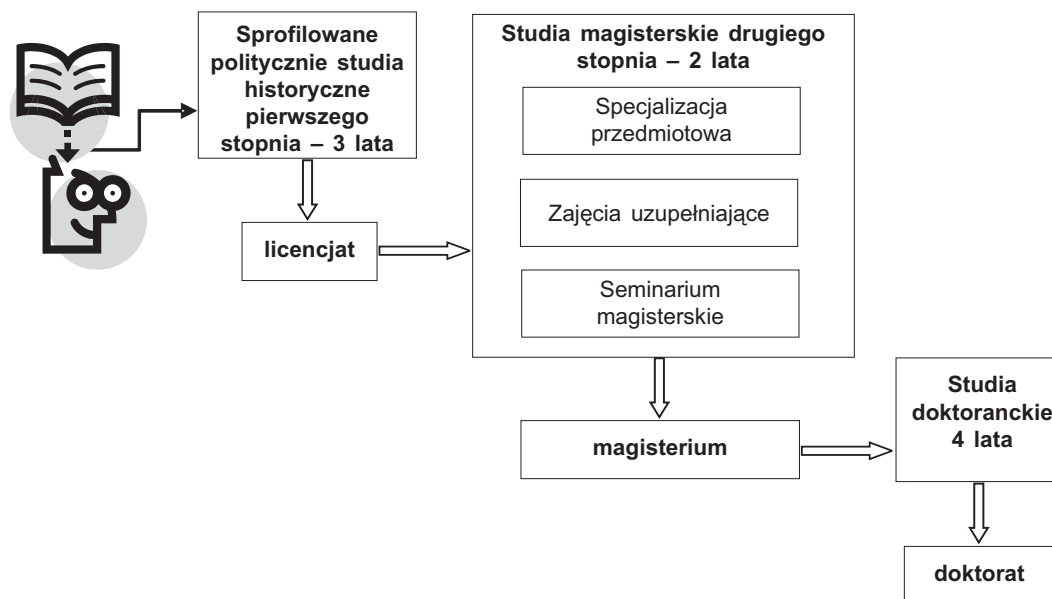 Sprofilowane
politycznie studia
historyczne
pierwszego
stopnia – 3 lata
licencjat
Studia magisterskie drugiego
stopnia – 2 lata
Specjalizacja
przedmiotowa
Zajęcia uzupełniające
Seminarium
magisterskie
magisterium
Studia
doktoranckie
4 lata
doktorat